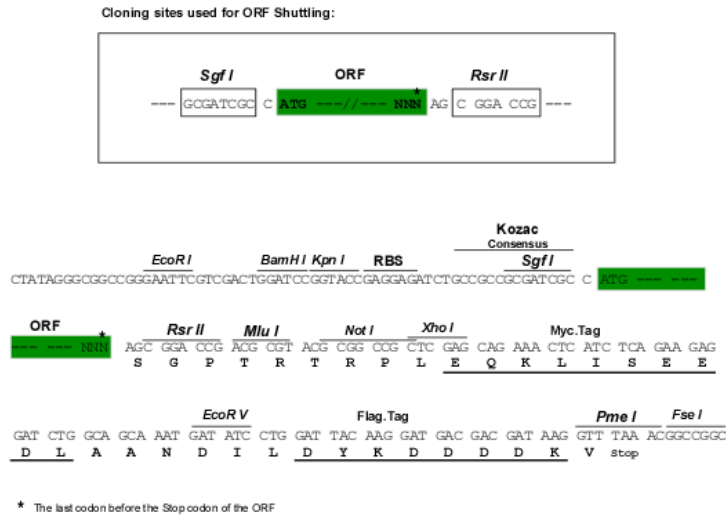 Cloning sites used for ORF Shuttling:
Sgf I ORF Rsr II
--- GCGATCGC C ATG ---//--- NNN* AG C GGA CCG ---
Kozac
Consensus
EcoR I BamH I Kpn I RBS Sgf I
CTATAGGGCGGCCGGGAATTCGTCGACTGGATCCGGTACCGAGGAGATCTGCCGCCGCGATCGC C ATG --- ---
ORF * Rsr II Mlu I Not I Xho I Myc.Tag
--- --- NNN AGC GGA CCG ACG CGT ACG CGG CCG CTC GAG CAG AAA CTC ATC TCA GAA GAG
S G P T R T R P L E Q K L I S E E
EcoR V Flag.Tag Pme I Fse I
GAT CTG GCA GCA AAT GAT ATC CTG GAT TAC AAG GAT GAC GAC GAT AAG GTT TAA ACGGCCGGC
D L A A N D I L D Y K D D D D K V Stop
* The last codon before the Stop codon of the ORF